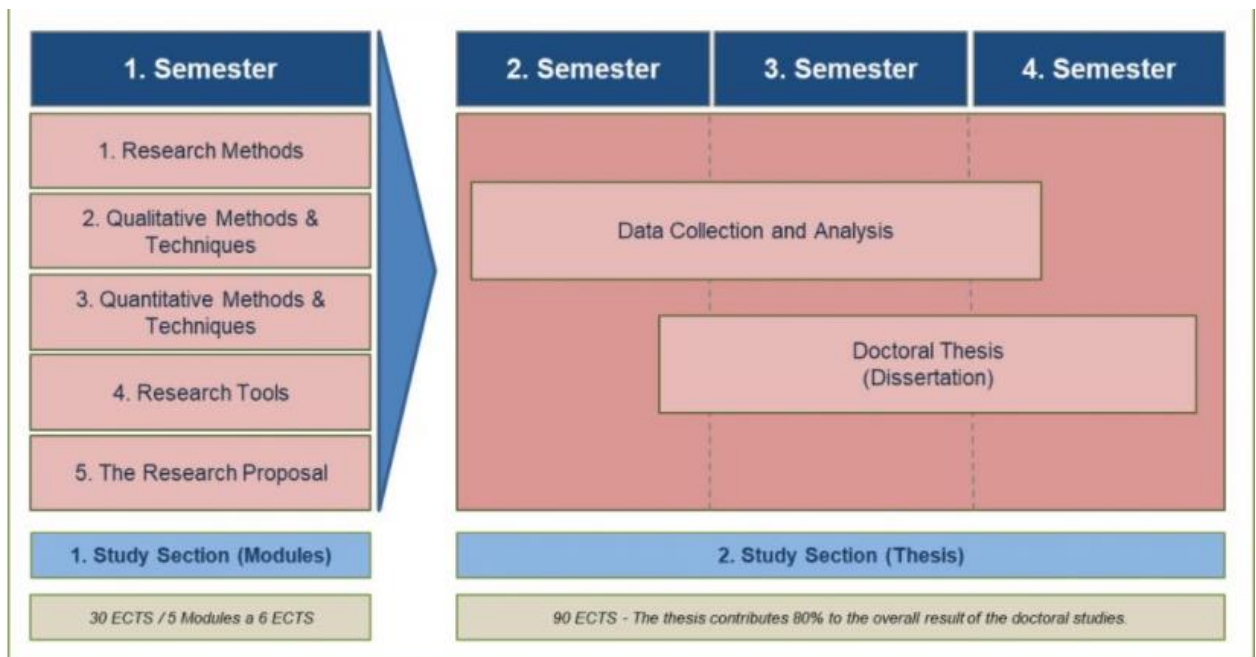 1. Semester
1. Research Methods
2. Qualitative Methods &
Techniques
3. Quantitative Methods &
Techniques
4. Research Tools
5. The Research Proposal
1. Study Section (Modules)
30 ECTS / 5 Modules a 6 ECTS
2. Semester
3. Semester
4. Semester
Data Collection and Analysis
Doctoral Thesis
(Dissertation)
2. Study Section (Thesis)
90 ECTS - The thesis contributes 80% to the overall result of the doctoral studies.